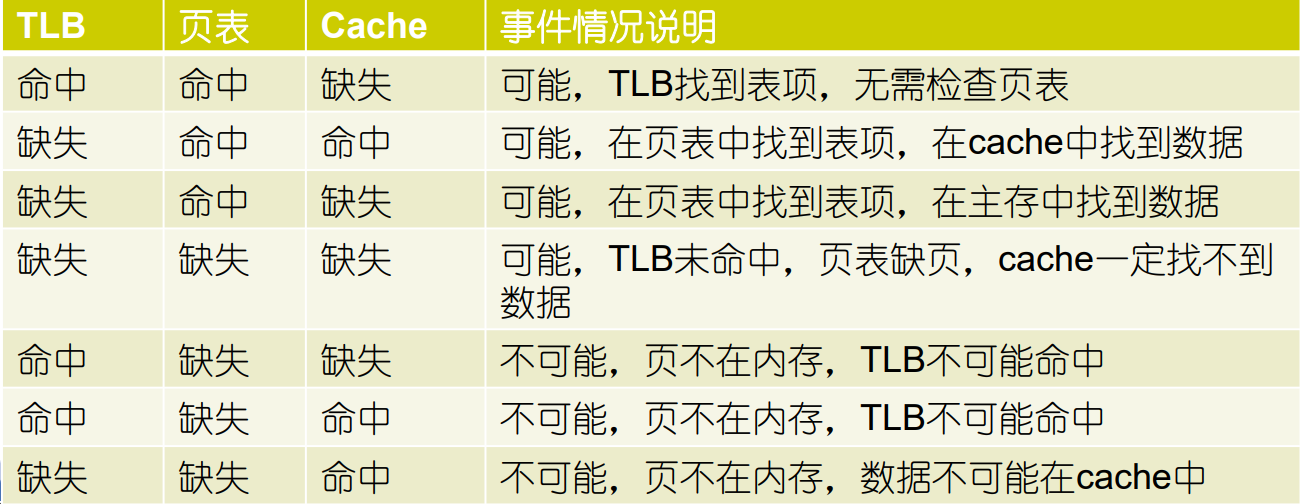 TLB 页表 Cache 事件情况说明
命中 命中 缺失 可能，TLB找到表项，无需检查页表
缺失 命中 命中 可能，在页表中找到表项，在cache中找到数据
缺失 命中 缺失 可能，在页表中找到表项，在主存中找到数据
缺失 缺失 缺失 可能，TLB未命中，页表缺页，cache一定找不到
数据
命中 缺失 缺失 不可能，页不在内存，TLB不可能命中
命中 缺失 命中 不可能，页不在内存，TLB不可能命中
缺失 缺失 命中 不可能，页不在内存，数据不可能在cache中